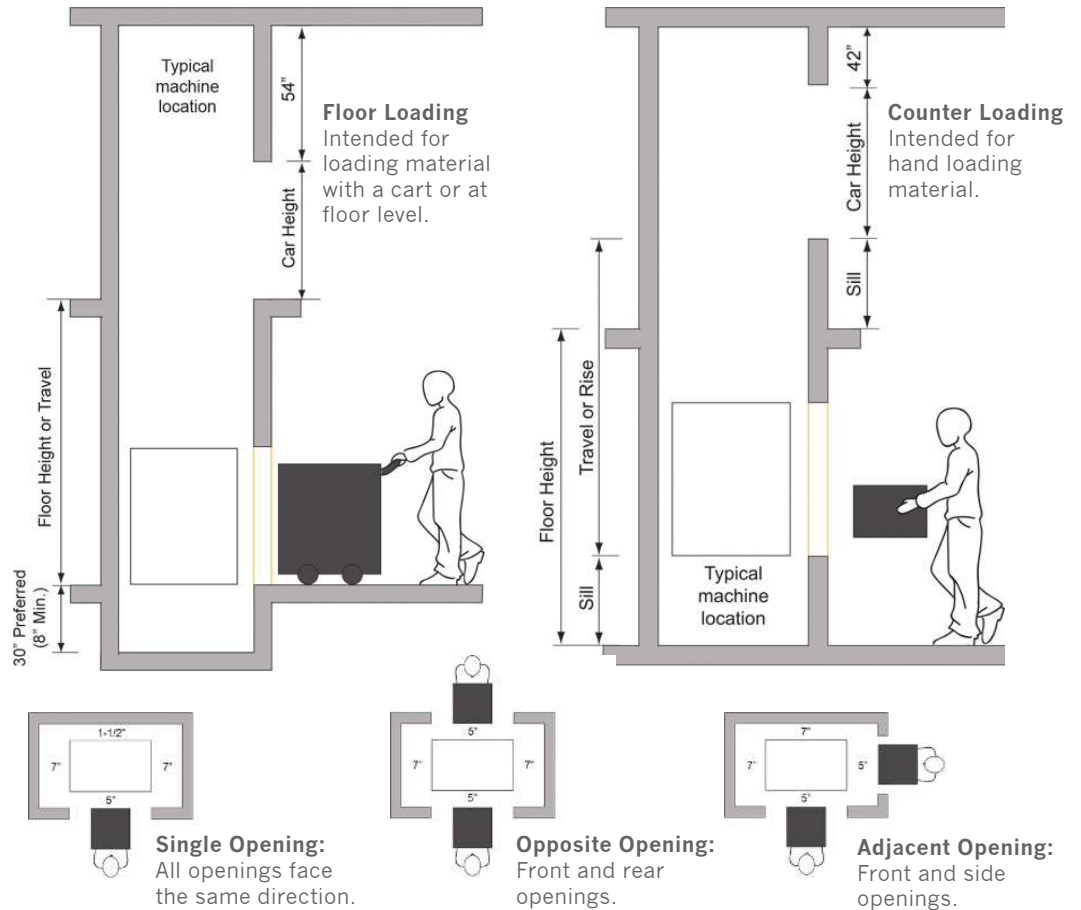 Typical
machine
location
54"
Floor Loading
Intended for
loading material
with a cart or at
floor level.
Car Height
Floor Height or Travel
30" Preferred
(8" Min.)
42"
Counter Loading
Intended for
hand loading
material.
Car Height
Sill
Travel or Rise
Floor Height
Sill
Typical
machine
location
1-1/2"
7"
7"
5"
Single Opening:
All openings face
the same direction.
5"
7"
7"
5"
Opposite Opening:
Front and rear
openings.
7"
7"
5"
5"
Adjacent Opening:
Front and side
openings.